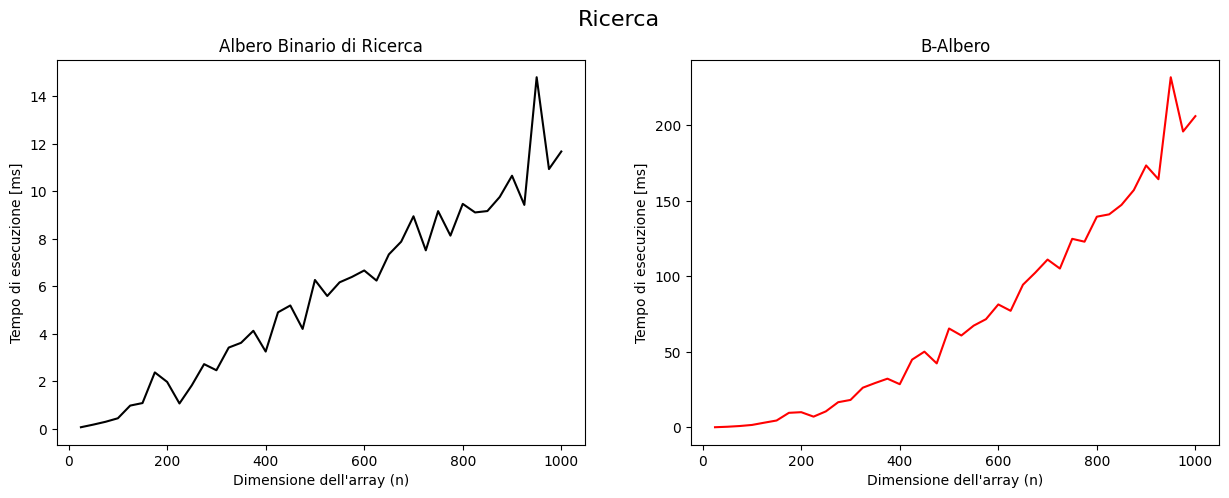 Ricerca
Albero Binario di Ricerca
Tempo di esecuzione [ms]
14
12
10
8
6
4
2
0
0 200 400 600 800 1000
Dimensione dell'array (n)
B-Albero
Tempo di esecuzione [ms]
200
150
100
50
0
0 200 400 600 800 1000
Dimensione dell'array (n)